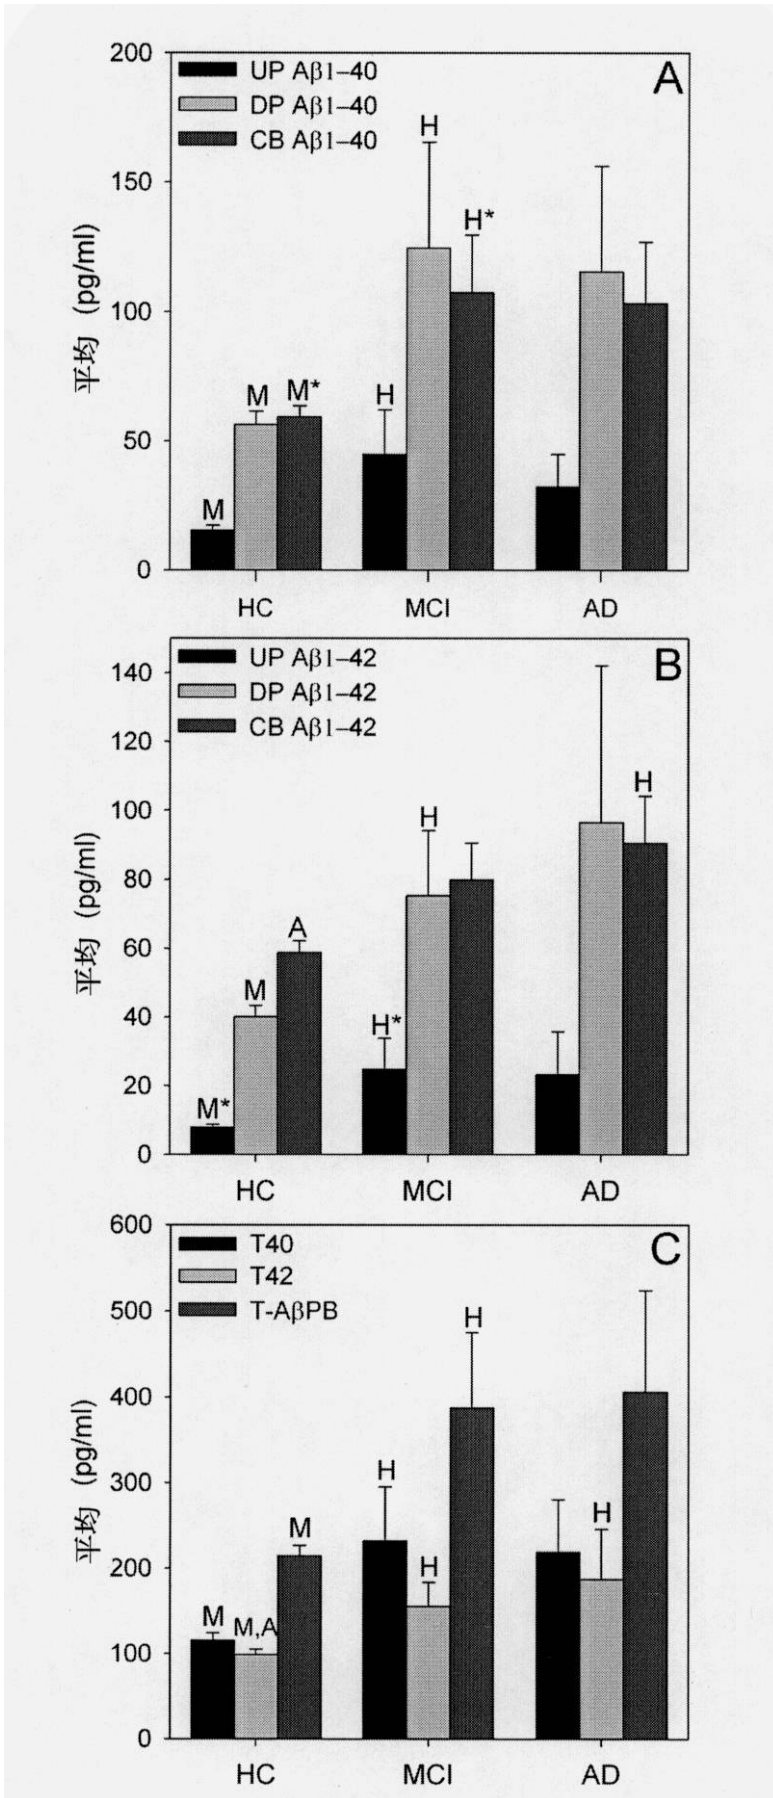 200
150
100
50
0
平均 (pg/ml)
UP Aβ1–40
DP Aβ1–40
CB Aβ1–40
A
M
M
M*
H
H
H*
HC MCI AD
140
120
100
80
60
40
20
0
平均 (pg/ml)
UP Aβ1–42
DP Aβ1–42
CB Aβ1–42
B
M*
M
A
H*
H
H
HC MCI AD
600
500
400
300
200
100
0
平均 (pg/ml)
T40
T42
T-AβPB
C
M
M,A
M
H
H
H
H
HC MCI AD